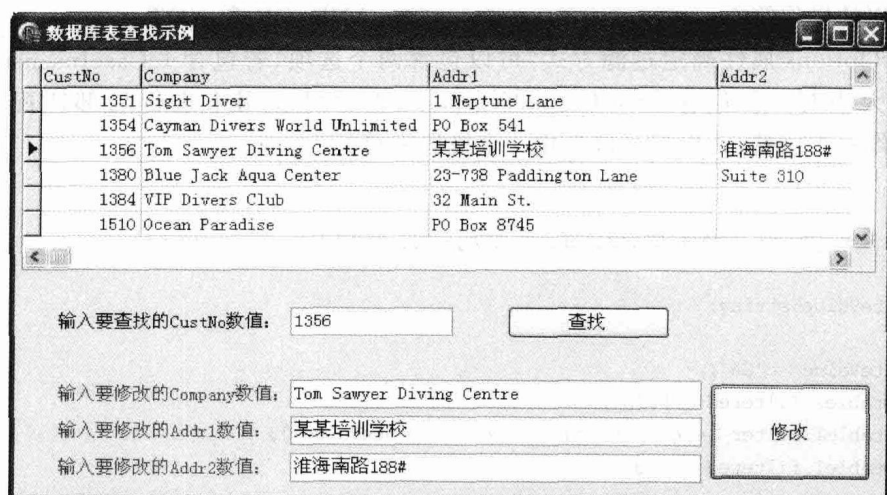 数据库表查找示例
CustNo Company Addr1 Addr2
1351 Sight Diver 1 Neptune Lane
1354 Cayman Divers World Unlimited PO Box 541
1356 Tom Sawyer Diving Centre 某某培训学校 淮海南路188#
1380 Blue Jack Aqua Center 23-738 Paddington Lane Suite 310
1384 VIP Divers Club 32 Main St.
1510 Ocean Paradise PO Box 8745
输入要查找的CustNo数值: 1356 查找
输入要修改的Company数值: Tom Sawyer Diving Centre
输入要修改的Addr1数值: 某某培训学校 修改
输入要修改的Addr2数值: 淮海南路188#